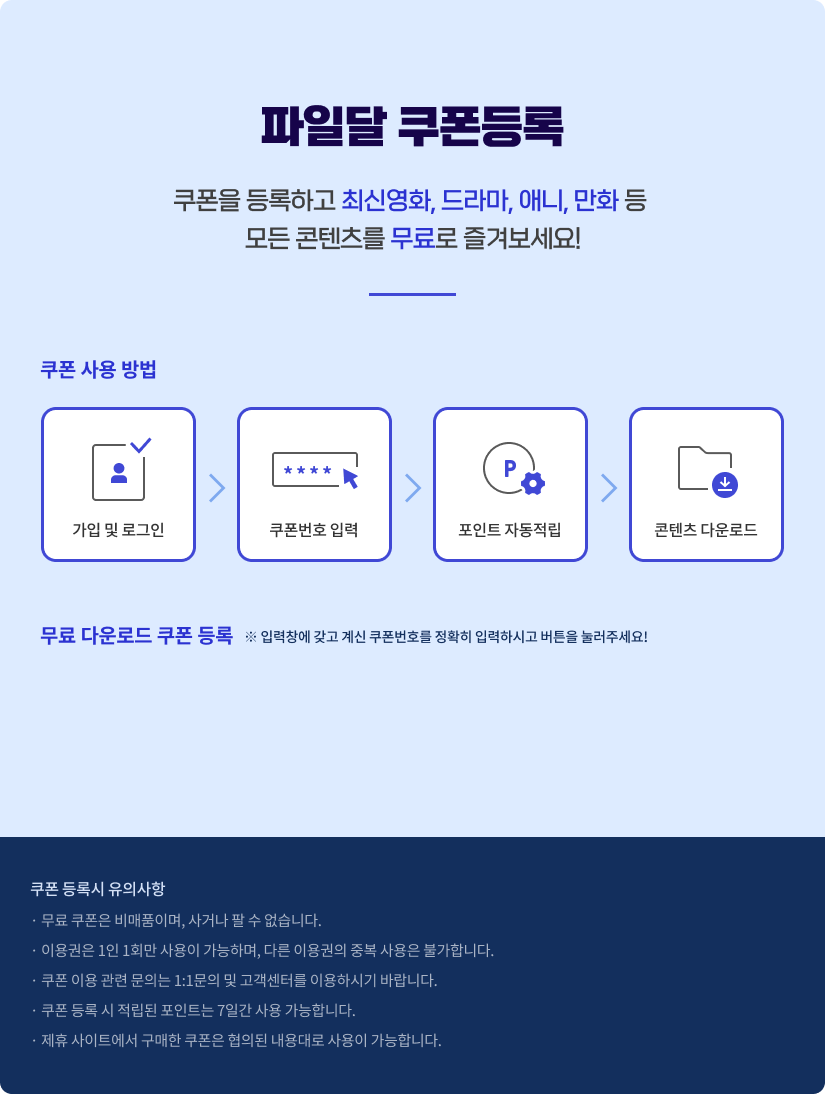 파일달 쿠폰등록
쿠폰을 등록하고 최신영화, 드라마, 애니, 만화 등
모든 콘텐츠를 무료로 즐겨보세요!
쿠폰 사용 방법
****
P
가입 및 로그인
쿠폰번호 입력
포인트 자동적립
콘텐츠 다운로드
무료 다운로드 쿠폰 등록 ※ 입력창에 갖고 계신 쿠폰번호를 정확히 입력하시고 버튼을 눌러주세요!
쿠폰 등록시 유의사항
· 무료 쿠폰은 비매품이며, 사거나 팔 수 없습니다.
· 이용권은 1인 1회만 사용이 가능하며, 다른 이용권의 중복 사용은 불가합니다.
· 쿠폰 이용 관련 문의는 1:1문의 및 고객센터를 이용하시기 바랍니다.
· 쿠폰 등록 시 적립된 포인트는 7일간 사용 가능합니다.
· 제휴 사이트에서 구매한 쿠폰은 협의된 내용대로 사용이 가능합니다.